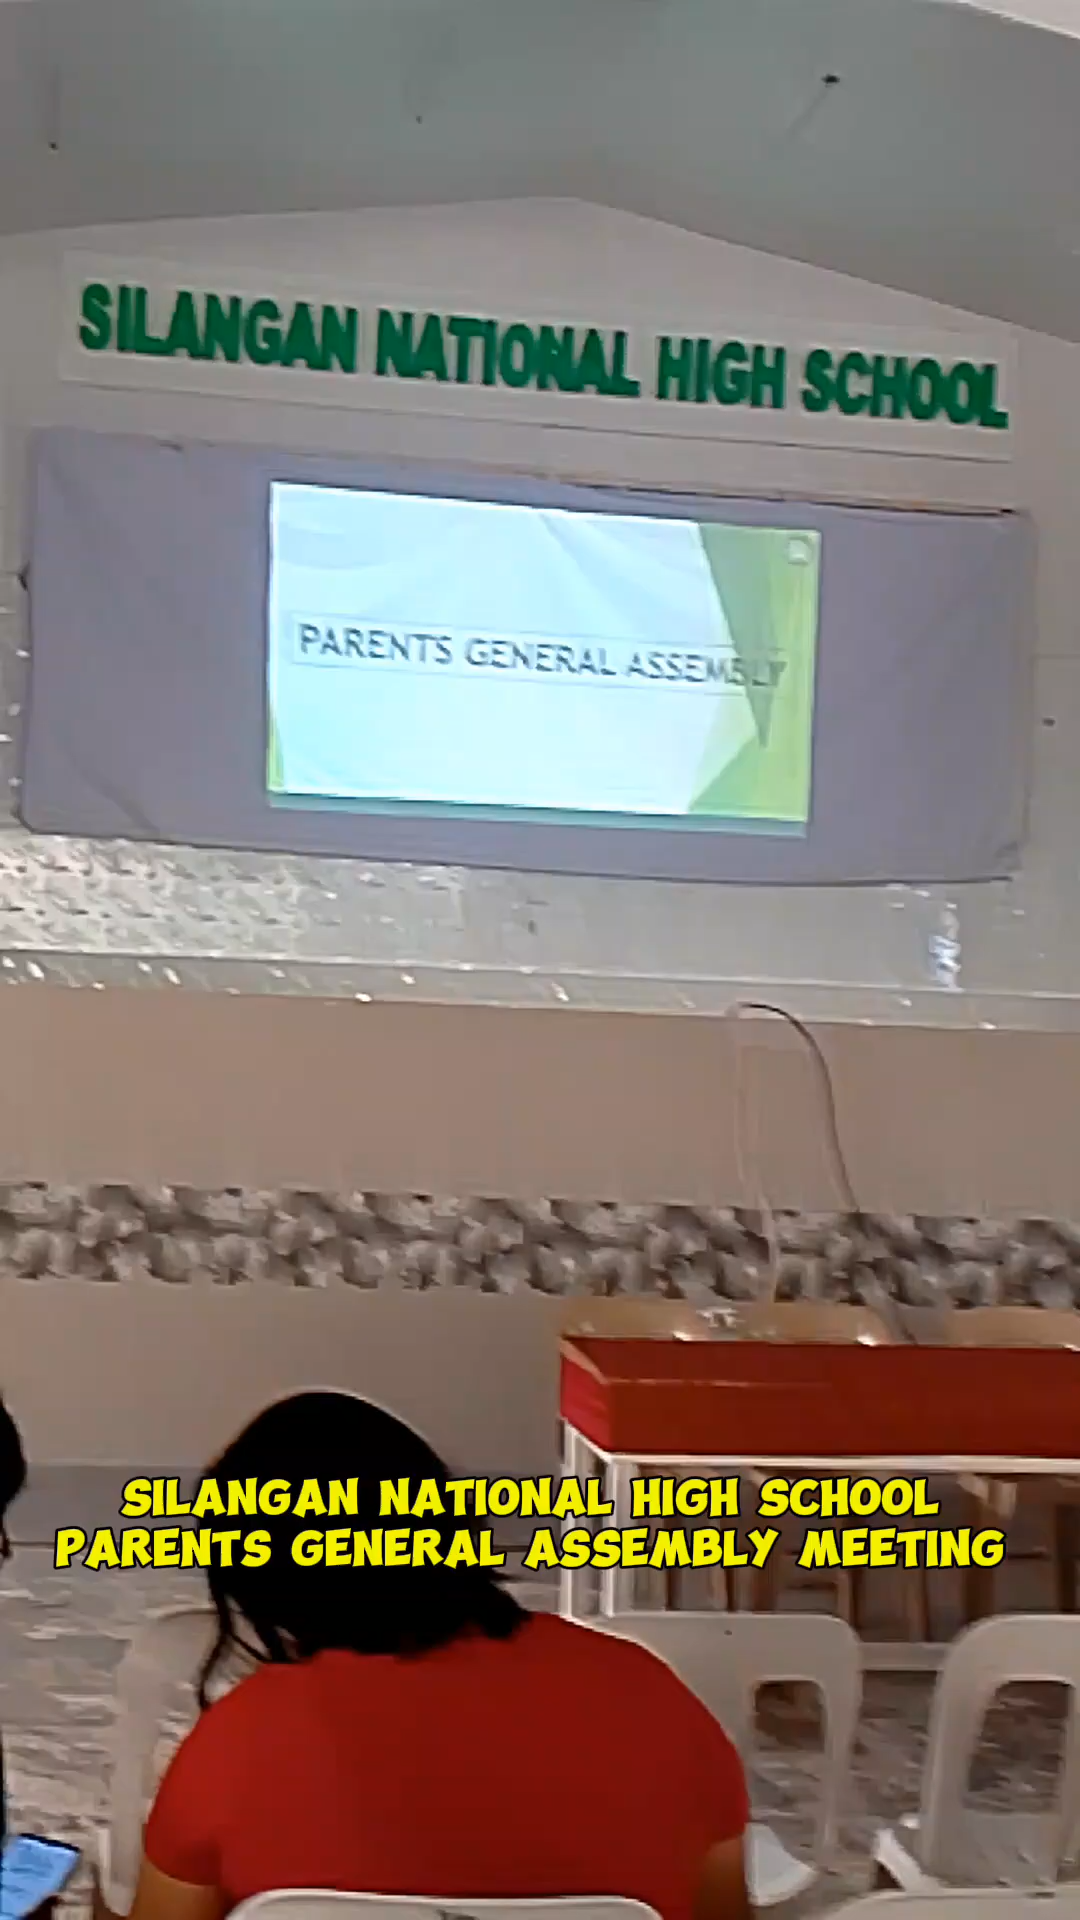 SILANGAN NATIONAL HIGH SCHOOL
PARENTS GENERAL ASSEMBLY
SILANGAN NATIONAL HIGH SCHOOL
PARENTS GENERAL ASSEMBLY MEETING